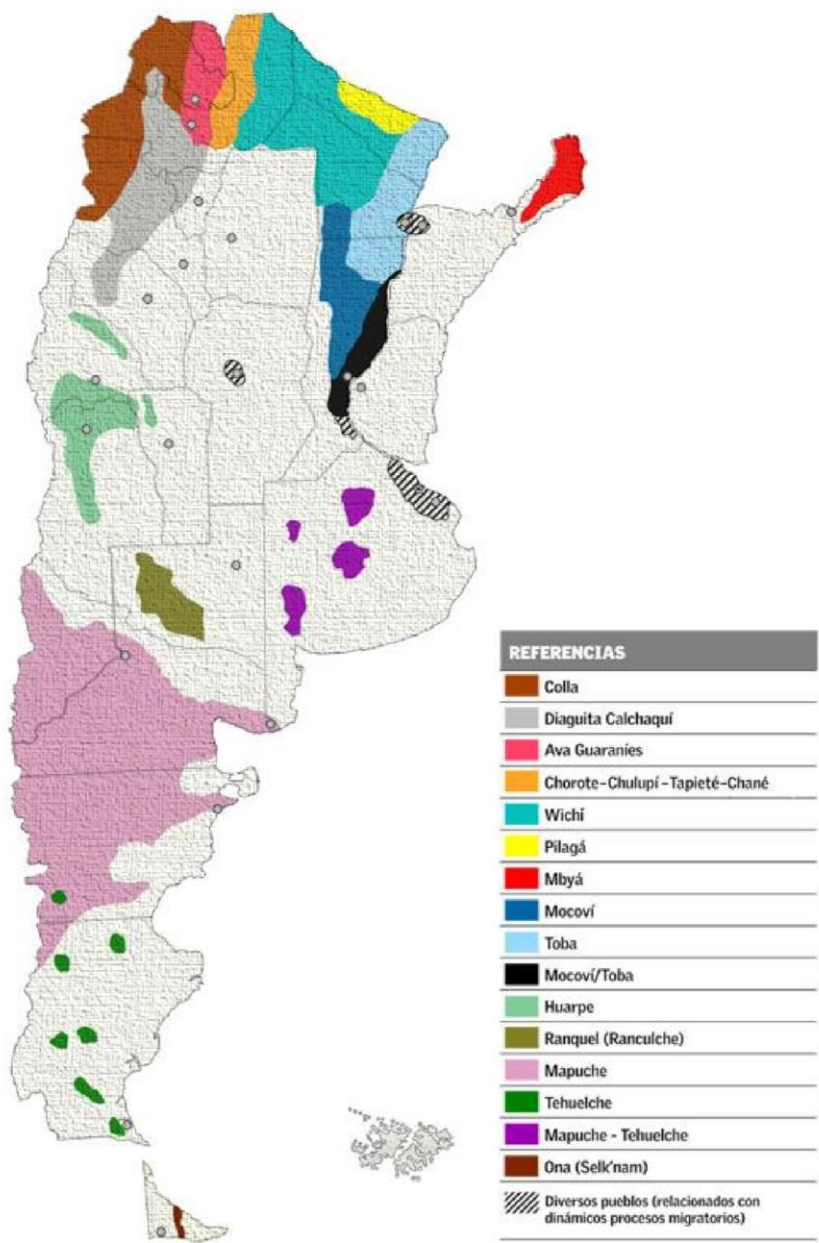 REFERENCIAS
Colla
Diaguita Calchaquí
Ava Guaraníes
Chorote-Chulupí-Tapieté-Chané
Wichí
Pilagá
Mbyá
Mocoví
Toba
Mocoví/Toba
Huarpe
Ranquel (Ranculche)
Mapuche
Tehuelche
Mapuche - Tehuelche
Ona (Selk'nam)
Diversos pueblos (relacionados con
dinámicos procesos migratorios)